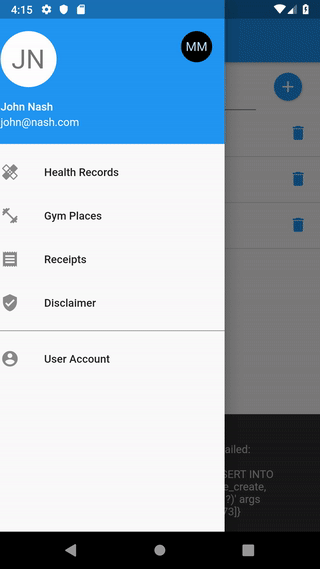 4:15
JN
MM
John Nash
john@nash.com
Health Records
Gym Places
Receipts
Disclaimer
User Account
ailed:
SERT INTO
e_create,
?)' args
73])